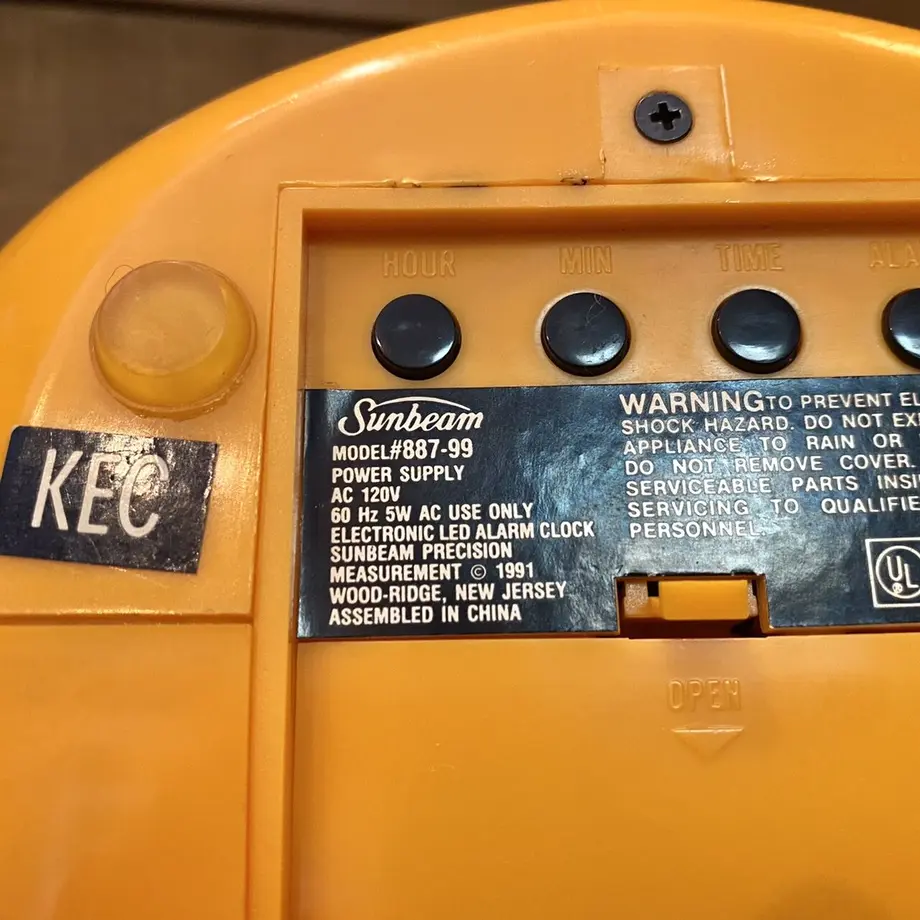 HOUR MIN TIME
KEC
Sunbeam
MODEL#887-99
POWER SUPPLY
AC 120V
60 Hz 5W AC USE ONLY
ELECTRONIC LED ALARM CLOCK
SUNBEAM PRECISION
MEASUREMENT © 1991
WOOD-RIDGE, NEW JERSEY
ASSEMBLED IN CHINA
WARNING TO PREVENT
SHOCK HAZARD. DO NOT
APPLIANCE TO RAIN OR
DO NOT REMOVE COVER.
SERVICEABLE PARTS
SERVICING TO
PERSONNEL.
UL
OPEN